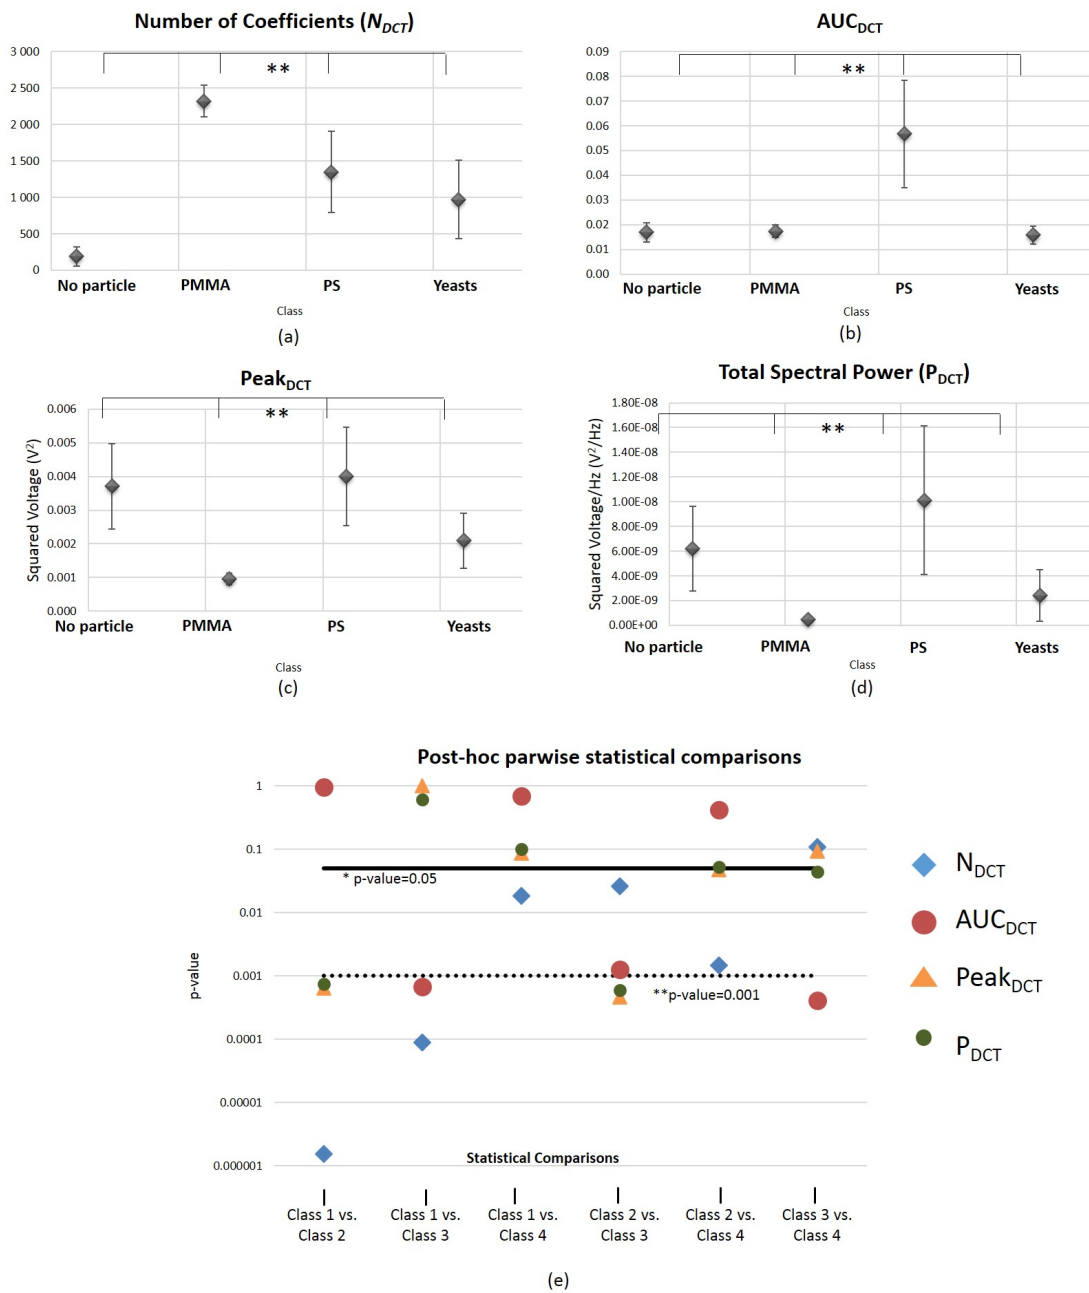 Number of Coefficients (N_DCT)
3 000
2 500
2 000
1 500
1 000
500
0
**
No particle PMMA PS Yeasts
Class
(a)
AUC_DCT
0.09
0.08
0.07
0.06
0.05
0.04
0.03
0.02
0.01
0.00
**
No particle PMMA PS Yeasts
Class
(b)
Peak_DCT
Squared Voltage (V²)
0.006
0.005
0.004
0.003
0.002
0.001
0.000
**
No particle PMMA PS Yeasts
Class
(c)
Total Spectral Power (P_DCT)
Squared Voltage/Hz (V²/Hz)
1.80E-08
1.60E-08
1.40E-08
1.20E-08
1.00E-08
8.00E-09
6.00E-09
4.00E-09
2.00E-09
0.00E+00
**
No particle PMMA PS Yeasts
Class
(d)
Post-hoc parwise statistical comparisons
p-value
1
0.1
0.01
0.001
0.0001
0.00001
0.000001
* p-value=0.05
**p-value=0.001
Statistical Comparisons
Class 1 vs. Class 2
Class 1 vs. Class 3
Class 1 vs. Class 4
Class 2 vs. Class 3
Class 2 vs. Class 4
Class 3 vs. Class 4
N_DCT
AUC_DCT
Peak_DCT
P_DCT
(e)